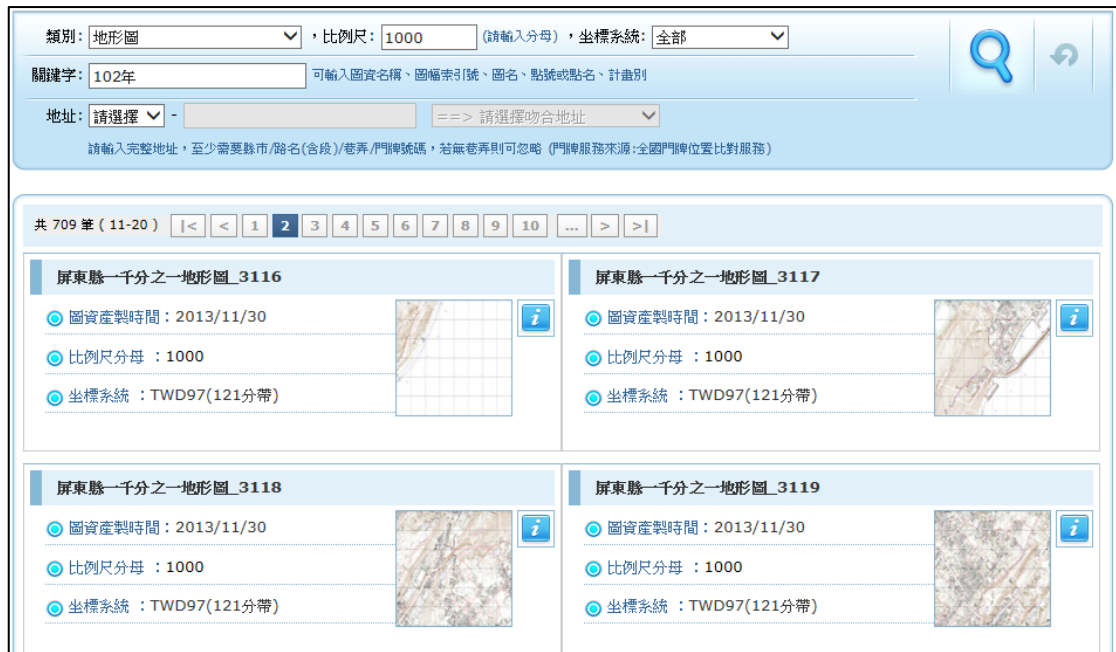 類別: 地形圖 ，比例尺: 1000 (請輸入分母) ，坐標系統: 全部
關鍵字: 102年 可輸入圖資名稱、圖幅索引號、圖名、點號或點名、計畫別
地址: 請選擇 - ==> 請選擇吻合地址
請輸入完整地址，至少需要縣市/路名(含段)/巷弄/門牌號碼，若無巷弄則可忽略 (門牌服務來源:全國門牌位置比對服務)
共 709 筆 ( 11-20 ) |< < 1 2 3 4 5 6 7 8 9 10 ... > >|
屏東縣一千分之一地形圖_3116
圖資產製時間：2013/11/30
比例尺分母 ：1000
坐標系統 ：TWD97(121分帶)
屏東縣一千分之一地形圖_3117
圖資產製時間：2013/11/30
比例尺分母 ：1000
坐標系統 ：TWD97(121分帶)
屏東縣一千分之一地形圖_3118
圖資產製時間：2013/11/30
比例尺分母 ：1000
坐標系統 ：TWD97(121分帶)
屏東縣一千分之一地形圖_3119
圖資產製時間：2013/11/30
比例尺分母 ：1000
坐標系統 ：TWD97(121分帶)